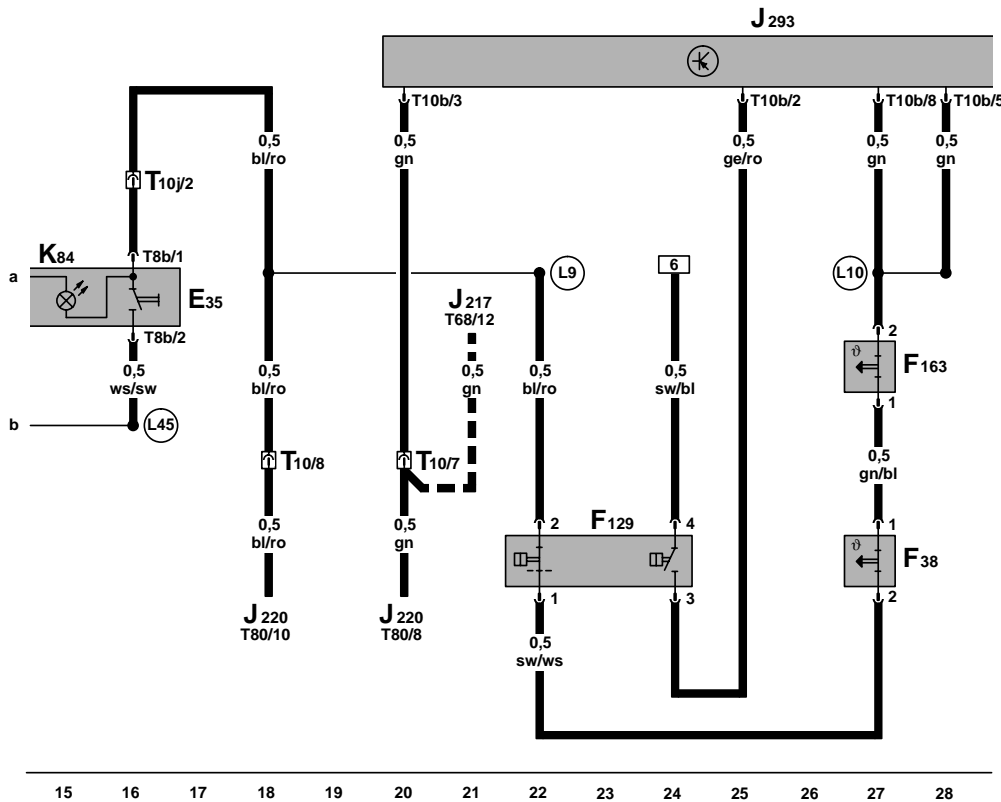 J 293
T10b/3
T10b/2
T10b/8
T10b/5
0,5
bl/ro
0,5
gn
0,5
ge/ro
0,5
gn
0,5
gn
T10j/2
K84
T8b/1
a
E35
T8b/2
L9
6
L10
J 217
T68/12
2
F163
1
0,5
ws/sw
0,5
bl/ro
0,5
gn
0,5
bl/ro
0,5
sw/bl
b
L45
T10/8
T10/7
0,5
gn/bl
0,5
bl/ro
0,5
gn
2
F129
4
1
F38
1
3
2
J 220
T80/10
J 220
T80/8
0,5
sw/ws
15 16 17 18 19 20 21 22 23 24 25 26 27 28